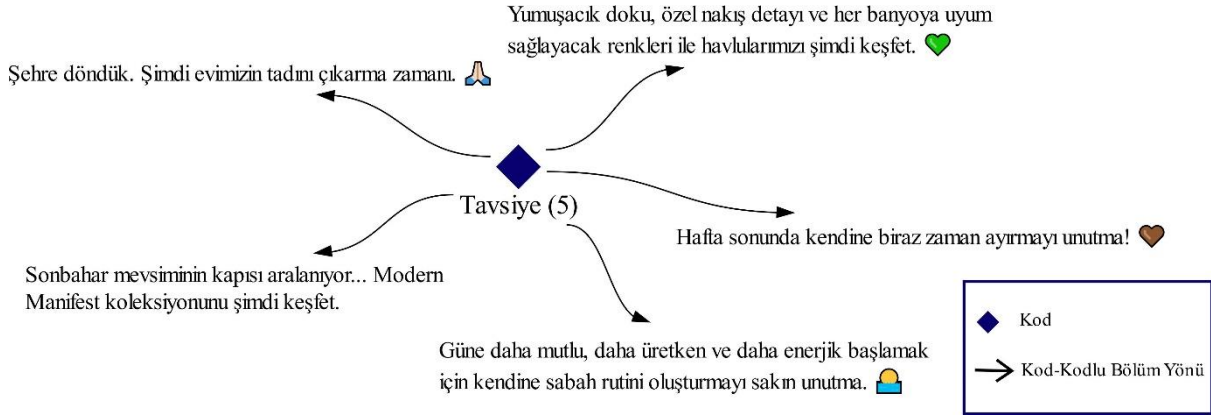 Yumuşacık doku, özel nakış detayı ve her banyoya uyum
sağlayacak renkleri ile havlularımızı şimdi keşfet. 💚
Şehre döndük. Şimdi evimizin tadını çıkarma zamanı. 🙏🏻
Tavsiye (5)
Hafta sonunda kendine biraz zaman ayırmayı unutma! 🤎
Sonbahar mevsiminin kapısı aralanıyor... Modern
Manifest koleksiyonunu şimdi keşfet.
Güne daha mutlu, daha üretken ve daha enerjik başlamak
için kendine sabah rutini oluşturmayı sakın unutma.
Kod
Kod-Kodlu Bölüm Yönü